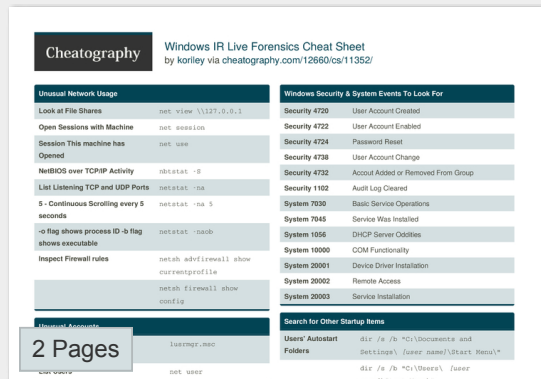 Cheatography
Windows IR Live Forensics Cheat Sheet
by koriley via cheatography.com/12660/cs/11352/
Unusual Network Usage
Look at File Shares net view \\127.0.0.1
Open Sessions with Machine net session
Session This machine has
Opened
net use
NetBIOS over TCP/IP Activity nbtstat -S
List Listening TCP and UDP Ports netstat -na
5 - Continuous Scrolling every 5
seconds
netstat -na 5
-o flag shows process ID -b flag
shows executable
netstat -naob
Inspect Firewall rules netsh advfirewall show
currentprofile
netsh firewall show
config
Unusual Accounts
lusrmgr.msc
List Users net user
2 Pages
Windows Security & System Events To Look For
Security 4720 User Account Created
Security 4722 User Account Enabled
Security 4724 Password Reset
Security 4738 User Account Change
Security 4732 Accout Added or Removed From Group
Security 1102 Audit Log Cleared
System 7030 Basic Service Operations
System 7045 Service Was Installed
System 1056 DHCP Server Oddities
System 10000 COM Functionality
System 20001 Device Driver Installation
System 20002 Remote Access
System 20003 Service Installation
Search for Other Startup Items
Users' Autostart
Folders
dir /s /b "C:\Documents and
Settings\ [user name]\Start Menu\"
dir /s /b "C:\Users\ [user